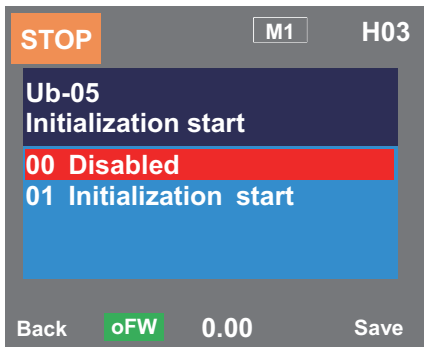 STOP M1 H03
Ub-05
Initialization start
00 Disabled
01 Initialization start
Back oFW 0.00 Save